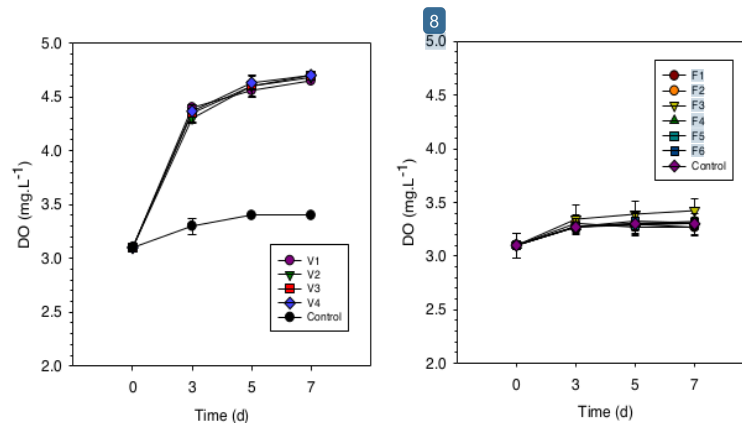 8
5.0
4.5
4.0
3.5
3.0
2.5
2.0
DO (mg.L-1)
0 3 5 7
Time (d)
V1
V2
V3
V4
Control
5.0
4.5
4.0
3.5
3.0
2.5
2.0
DO (mg.L-1)
0 3 5 7
Time (d)
F1
F2
F3
F4
F5
F6
Control